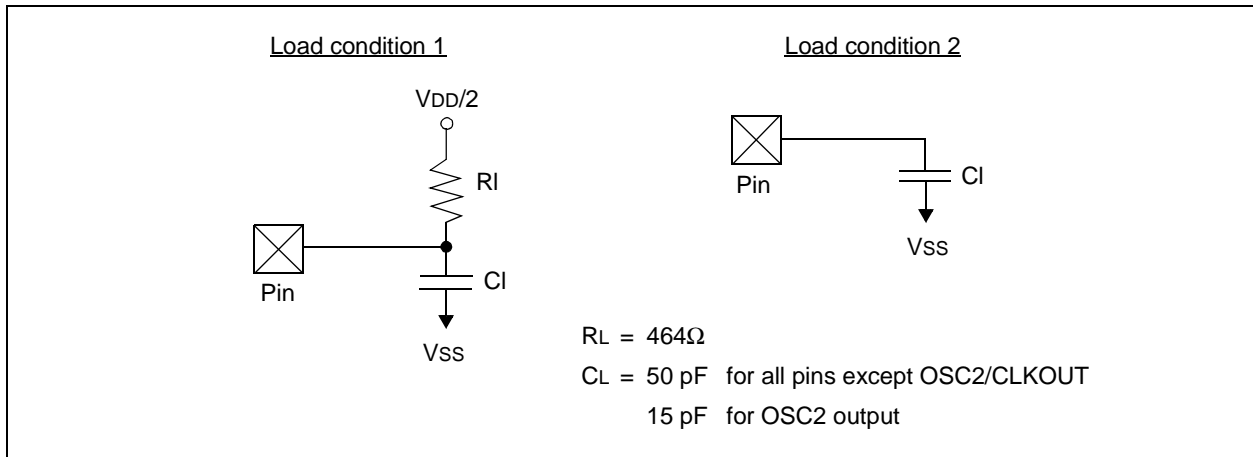 Load condition 1
VDD/2
Rl
Pin
Cl
VSS
Load condition 2
Pin
Cl
VSS
RL = 464Ω
CL = 50 pF for all pins except OSC2/CLKOUT
15 pF for OSC2 output